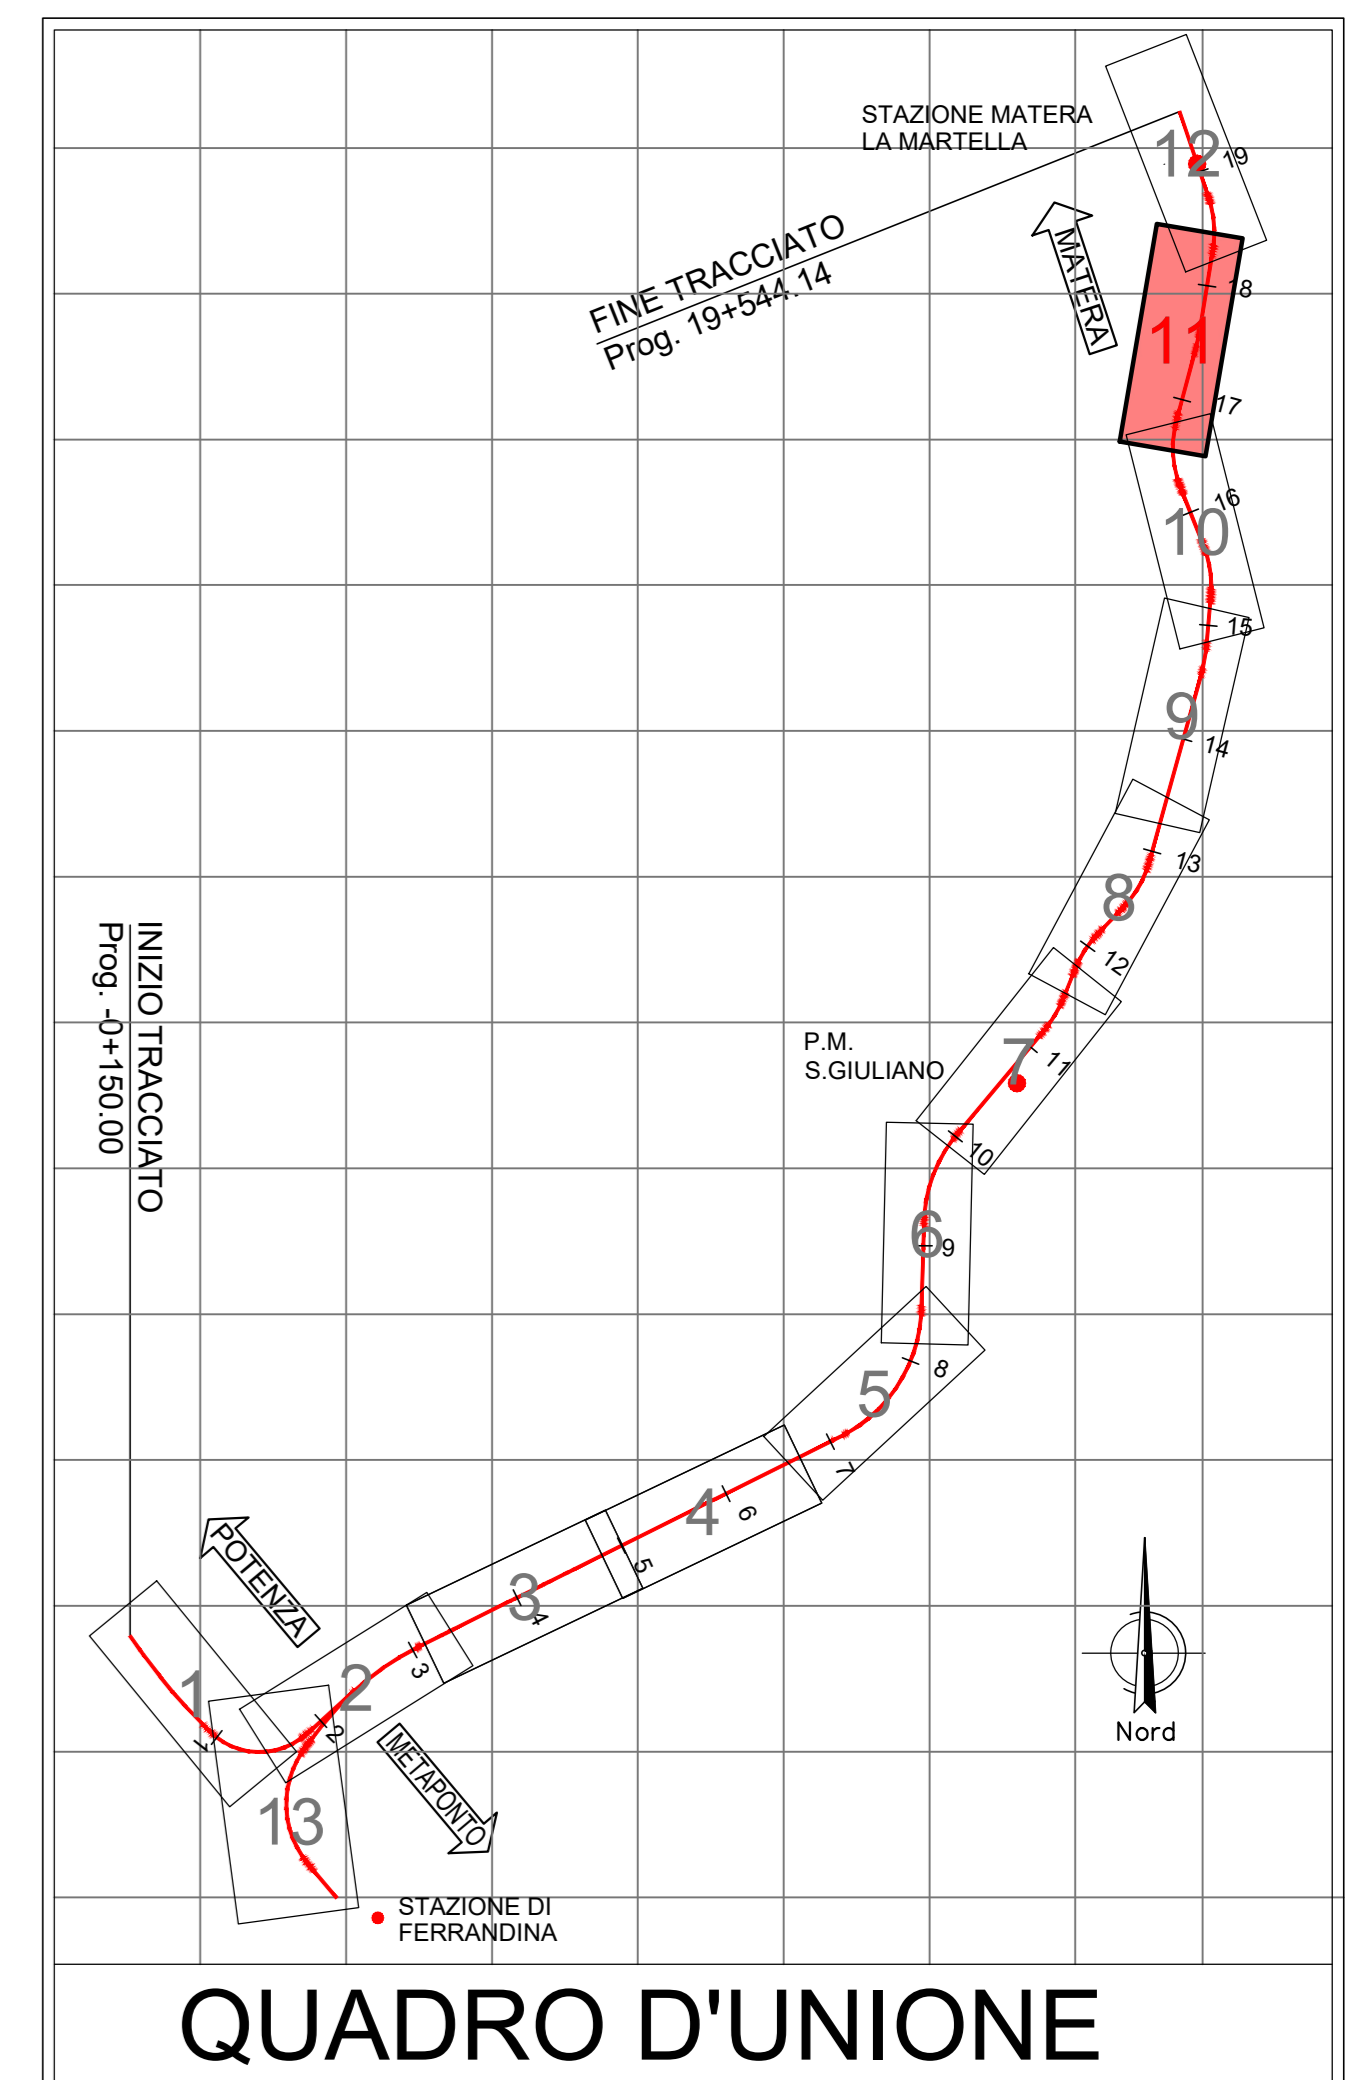 STAZIONE MATERA
LA MARTELLA
12
19
FINE TRACCIATO
Prog. 19+544.14
MATERA
18
11
17
16
10
15
9
14
13
8
12
INIZIO TRACCIATO
Prog. -0+150.00
P.M.
S.GIULIANO
7
11
10
6
9
8
5
7
4
6
5
3
4
POTENZA
3
2
1
2
1
METAPONTO
13
Nord
STAZIONE DI
FERRANDINA
QUADRO D'UNIONE